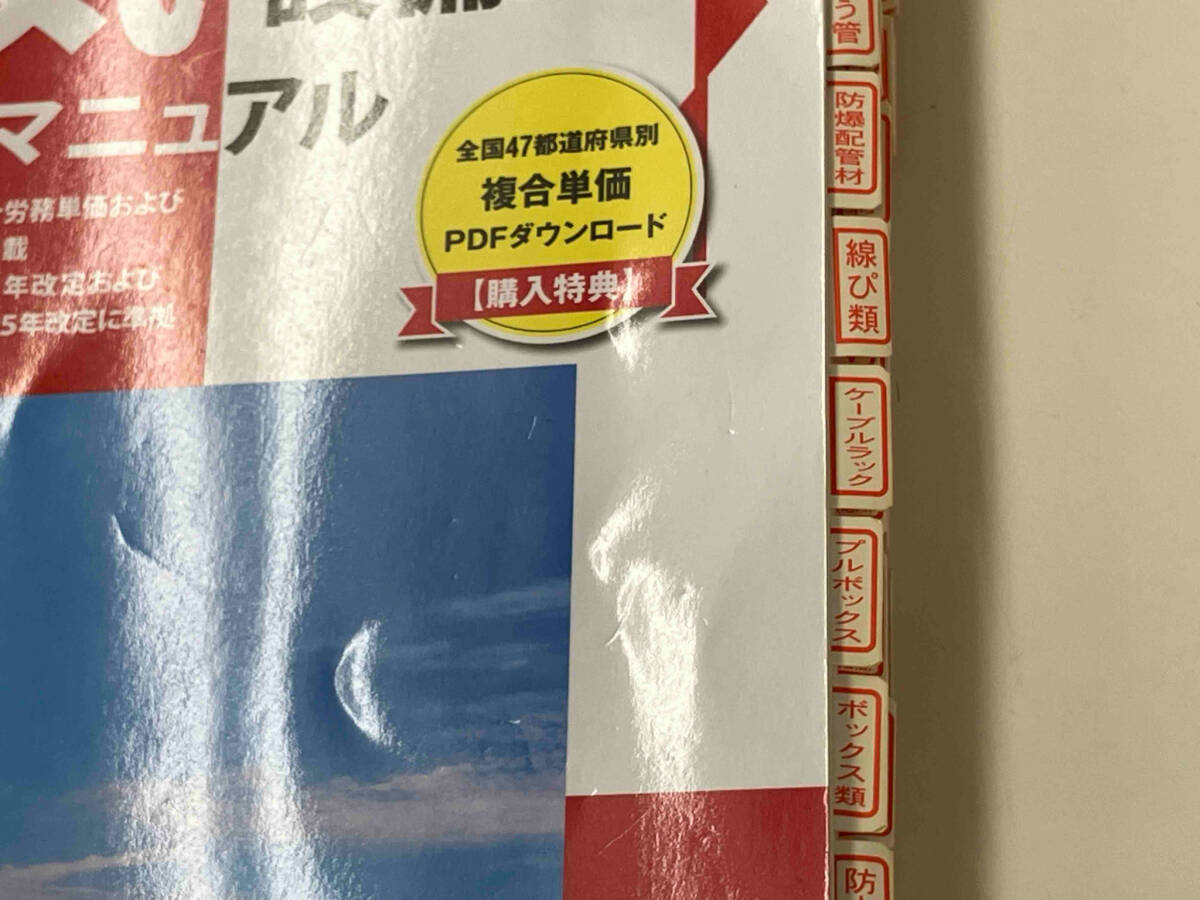 設備
マニュアル
労務単価および
載
年改定および
5年改定に準拠
全国47都道府県別
複合単価
PDFダウンロード
【購入特典】
う管
防爆配管材
線ぴ類
ケーブルラック
プルボックス
ボックス類
防